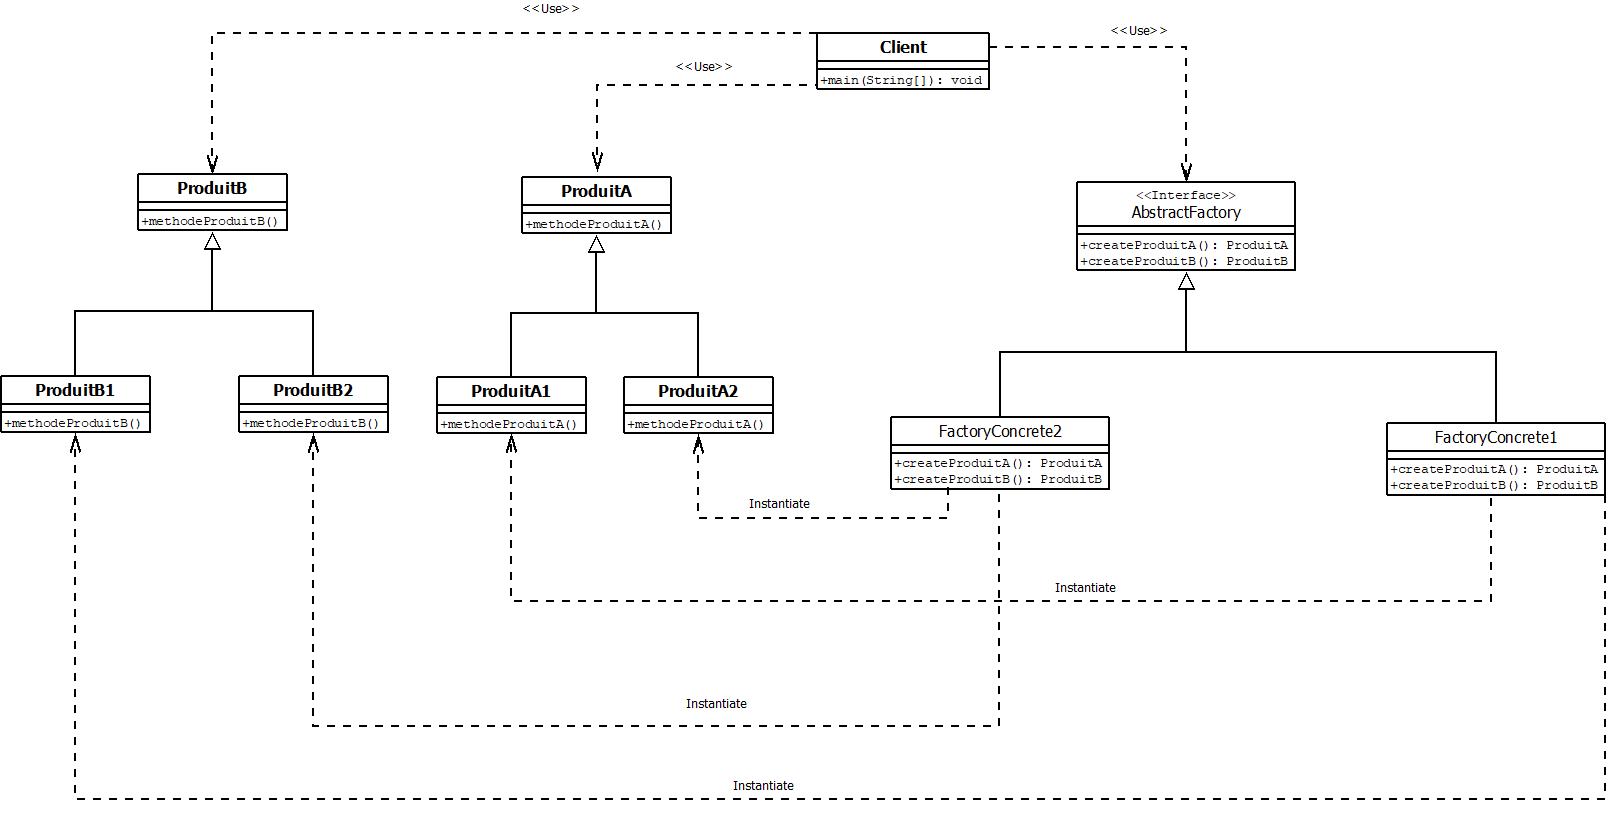 <<Use>>
Client
+main(String[]): void
<<Use>>
<<Use>>
ProduitB
+methodeProduitB()
ProduitA
+methodeProduitA()
<<Interface>>
AbstractFactory
+createProduitA(): ProduitA
+createProduitB(): ProduitB
ProduitB1
+methodeProduitB()
ProduitB2
+methodeProduitB()
ProduitA1
+methodeProduitA()
ProduitA2
+methodeProduitA()
FactoryConcrete2
+createProduitA(): ProduitA
+createProduitB(): ProduitB
FactoryConcrete1
+createProduitA(): ProduitA
+createProduitB(): ProduitB
Instantiate
Instantiate
Instantiate
Instantiate